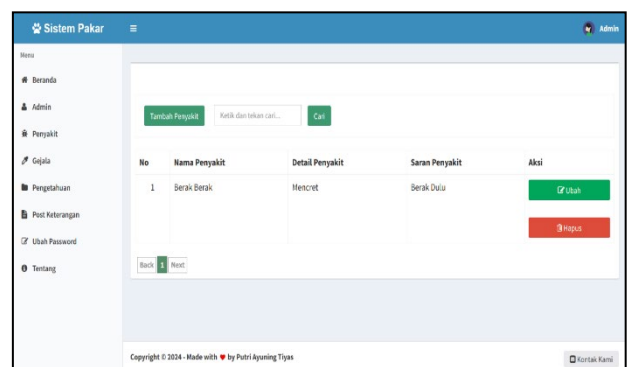 Sistem Pakar
Admin
Menu
Beranda
Admin
Penyakit
Gejala
Pengetahuan
Post Keterangan
Ubah Password
Tentang
Tambah Penyakit
Ketik dan tekan cari...
Cari
No Nama Penyakit Detail Penyakit Saran Penyakit Aksi
1 Berak Berak Mencret Berak Dulu Ubah
Hapus
Back 1 Next
Copyright © 2024 - Made with ♥ by Putri Ayuning Tiyas
Kontak Kami